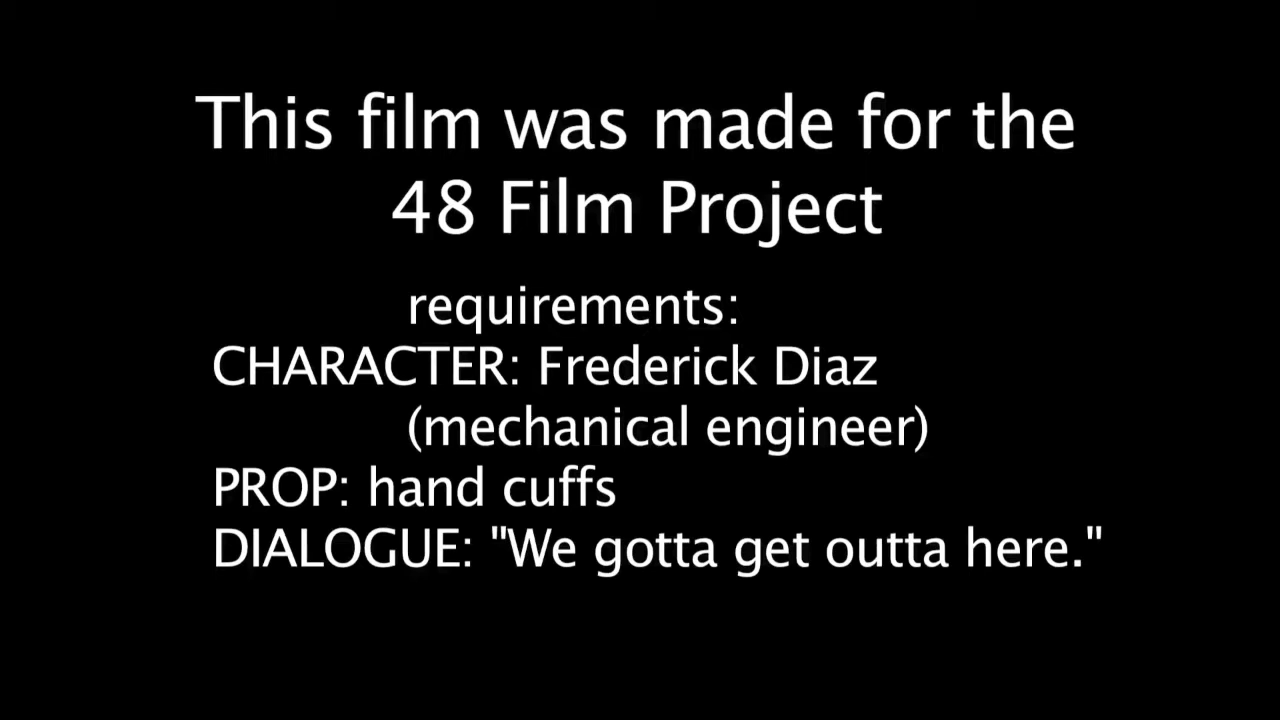 This film was made for the
48 Film Project
requirements:
CHARACTER: Frederick Diaz
(mechanical engineer)
PROP: hand cuffs
DIALOGUE: "We gotta get outta here."